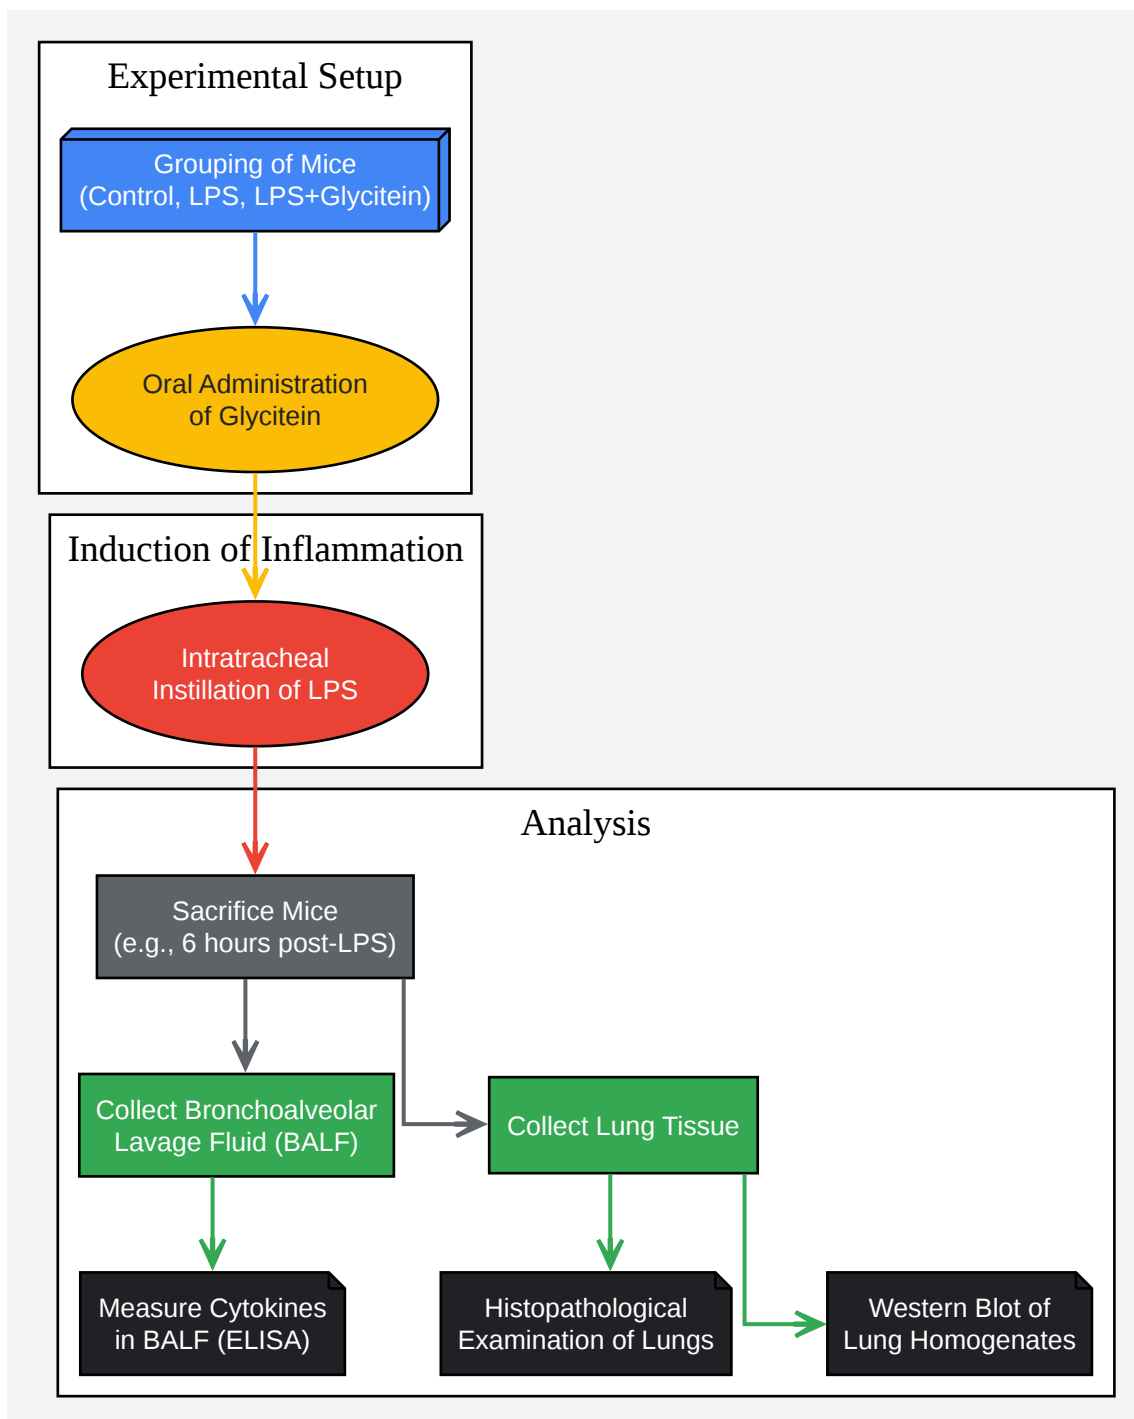 Experimental Setup
Grouping of Mice
(Control, LPS, LPS+Glycitein)
Oral Administration
of Glycitein
Induction of Inflammation
Intratracheal
Instillation of LPS
Analysis
Sacrifice Mice
(e.g., 6 hours post-LPS)
Collect Bronchoalveolar
Lavage Fluid (BALF)
Collect Lung Tissue
Measure Cytokines
in BALF (ELISA)
Histopathological
Examination of Lungs
Western Blot of
Lung Homogenates